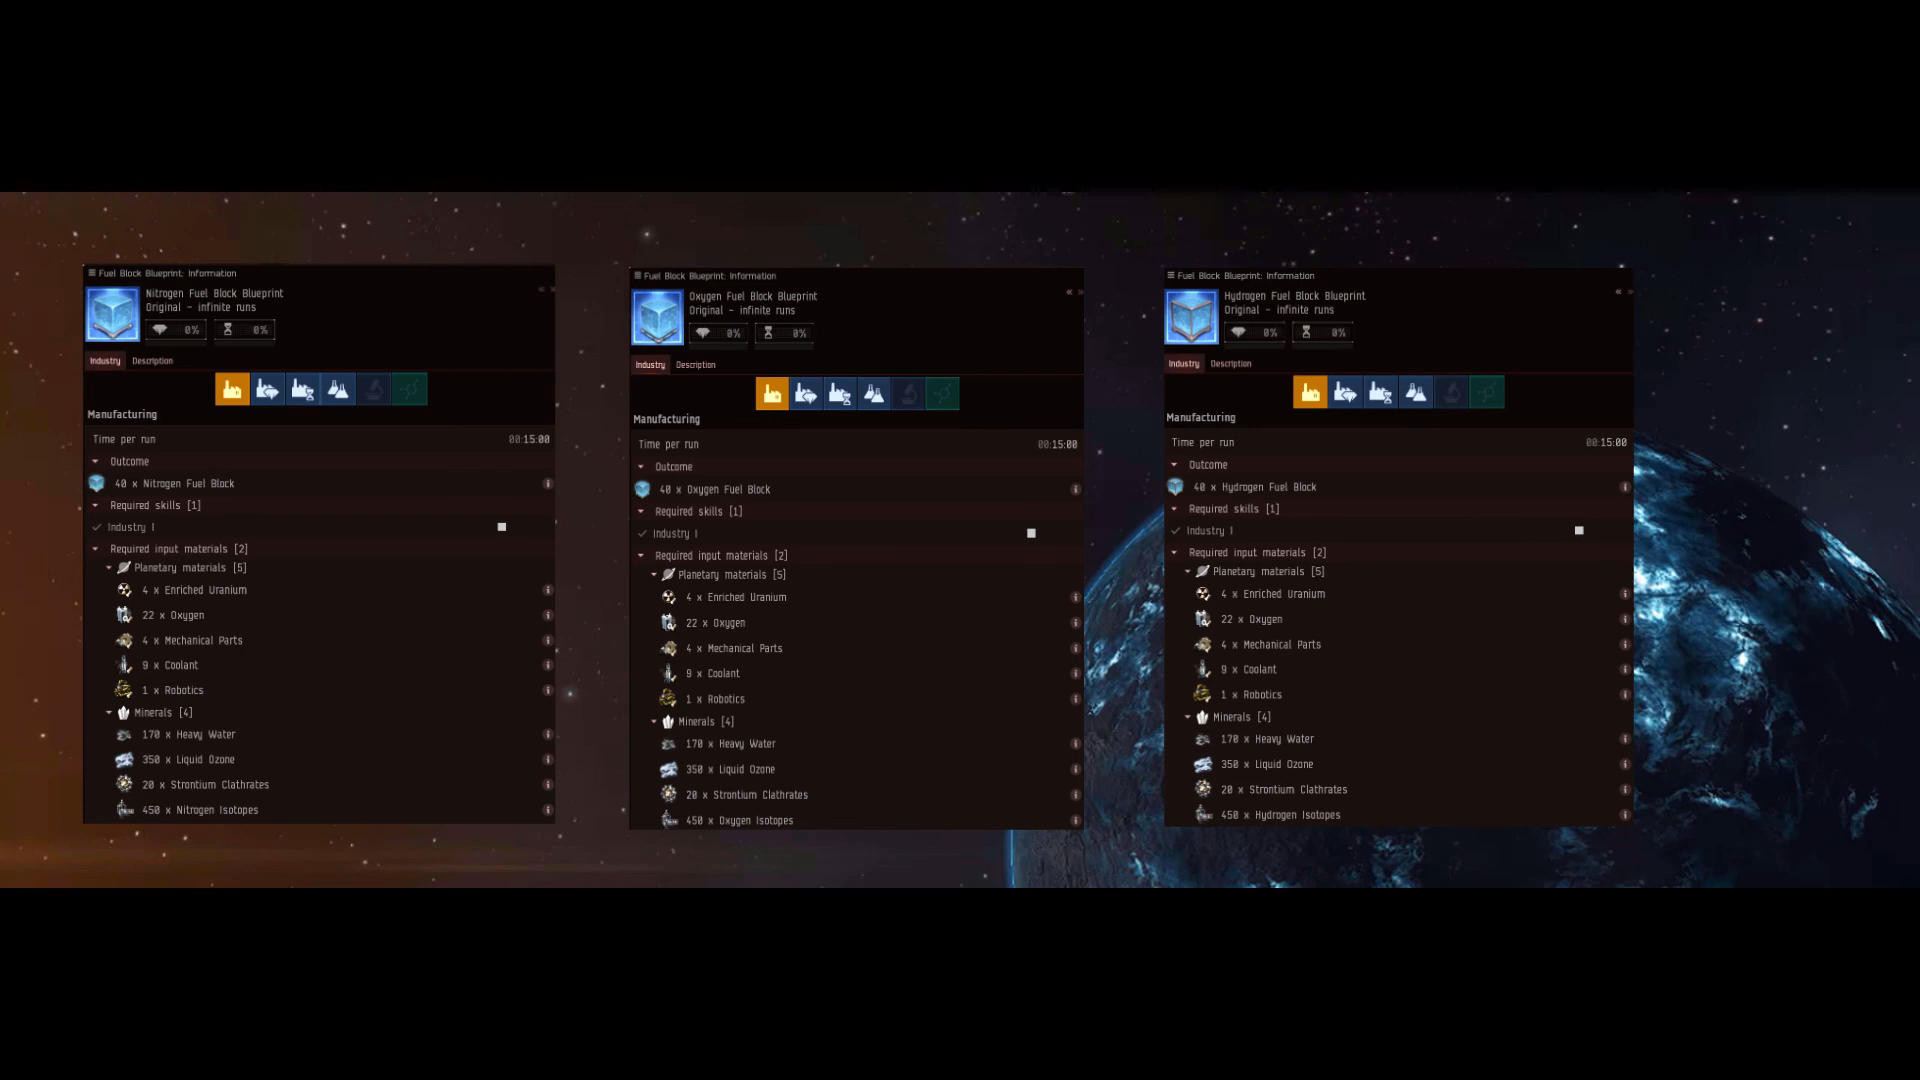 Fuel Block Blueprint: Information
Nitrogen Fuel Block Blueprint
Original - infinite runs
0% 0%
Industry Description
Manufacturing
Time per run 00:15:00
Outcome
40 x Nitrogen Fuel Block
Required skills [1]
Industry I
Required input materials [2]
Planetary materials [5]
4 x Enriched Uranium
22 x Oxygen
4 x Mechanical Parts
9 x Coolant
1 x Robotics
Minerals [4]
170 x Heavy Water
350 x Liquid Ozone
20 x Strontium Clathrates
450 x Nitrogen Isotopes
Fuel Block Blueprint: Information
Oxygen Fuel Block Blueprint
Original - infinite runs
0% 0%
Industry Description
Manufacturing
Time per run 00:15:00
Outcome
40 x Oxygen Fuel Block
Required skills [1]
Industry I
Required input materials [2]
Planetary materials [5]
4 x Enriched Uranium
22 x Oxygen
4 x Mechanical Parts
9 x Coolant
1 x Robotics
Minerals [4]
170 x Heavy Water
350 x Liquid Ozone
20 x Strontium Clathrates
450 x Oxygen Isotopes
Fuel Block Blueprint: Information
Hydrogen Fuel Block Blueprint
Original - infinite runs
0% 0%
Industry Description
Manufacturing
Time per run 00:15:00
Outcome
40 x Hydrogen Fuel Block
Required skills [1]
Industry I
Required input materials [2]
Planetary materials [5]
4 x Enriched Uranium
22 x Oxygen
4 x Mechanical Parts
9 x Coolant
1 x Robotics
Minerals [4]
170 x Heavy Water
350 x Liquid Ozone
20 x Strontium Clathrates
450 x Hydrogen Isotopes